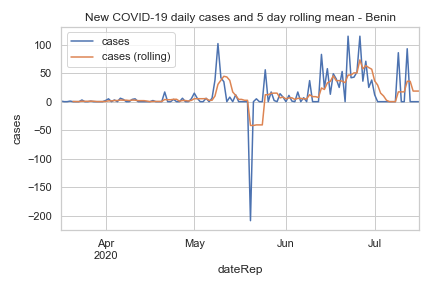 New COVID-19 daily cases and 5 day rolling mean - Benin
cases
cases (rolling)
100
50
0
−50
−100
−150
−200
cases
Apr
2020
May
Jun
Jul
dateRep